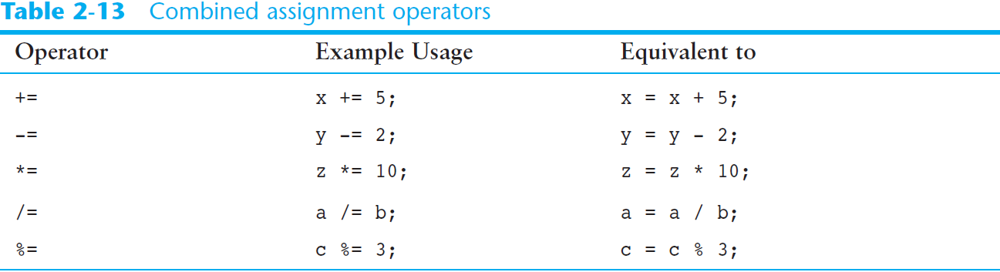 Table 2-13 Combined assignment operators
Operator Example Usage Equivalent to
+= x += 5; x = x + 5;
-= y -= 2; y = y - 2;
*= z *= 10; z = z * 10;
/= a /= b; a = a / b;
%= c %= 3; c = c % 3;